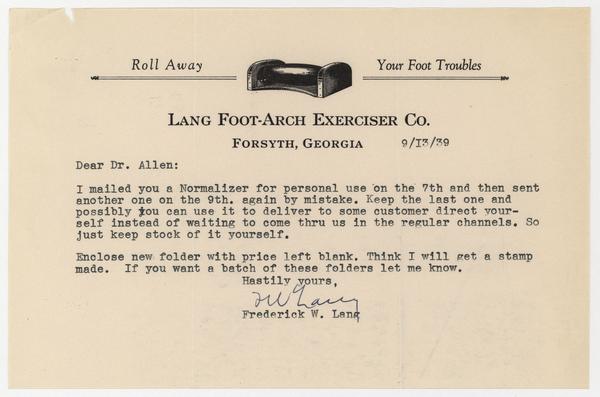 Roll Away Your Foot Troubles
LANG FOOT-ARCH EXERCISER CO.
FORSYTH, GEORGIA 9/13/39
Dear Dr. Allen:
I mailed you a Normalizer for personal use on the 7th and then sent
another one on the 9th. again by mistake. Keep the last one and
possibly you can use it to deliver to some customer direct your-
self instead of waiting to come thru us in the regular channels. So
just keep stock of it yourself.
Enclose new folder with price left blank. Think I will get a stamp
made. If you want a batch of these folders let me know.
Hastily yours,
FW Lang
Frederick W. Lang